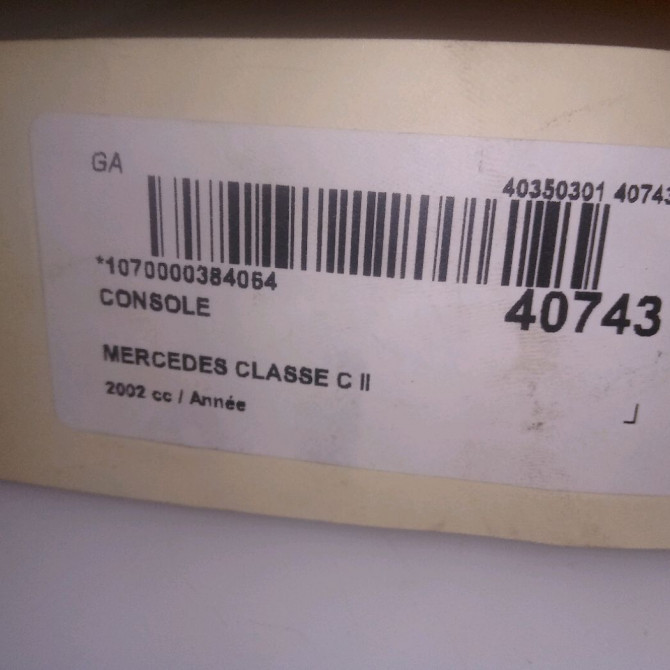 GA
40350301 40743
*1070000384064
CONSOLE
40743
MERCEDES CLASSE C II
2002 cc / Année